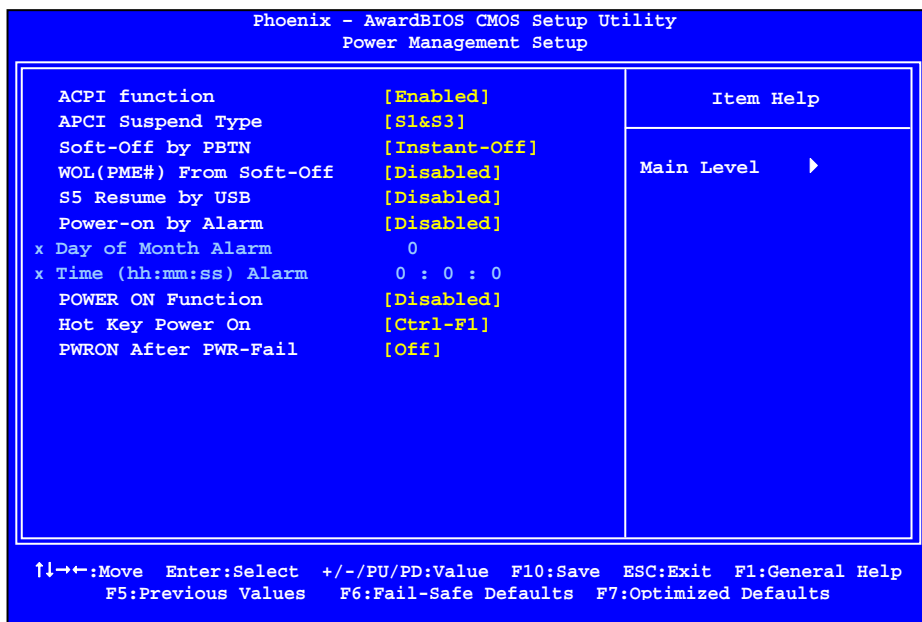 Phoenix – AwardBIOS CMOS Setup Utility
Power Management Setup
ACPI function [Enabled]
APCI Suspend Type [S1&S3]
Soft-Off by PBTN [Instant-Off]
WOL(PME#) From Soft-Off [Disabled]
S5 Resume by USB [Disabled]
Power-on by Alarm [Disabled]
x Day of Month Alarm 0
x Time (hh:mm:ss) Alarm 0 : 0 : 0
POWER ON Function [Disabled]
Hot Key Power On [Ctrl-F1]
PWRON After PWR-Fail [Off]
Item Help
Main Level
↑↓→←:Move Enter:Select +/-/PU/PD:Value F10:Save ESC:Exit F1:General Help
F5:Previous Values F6:Fail-Safe Defaults F7:Optimized Defaults